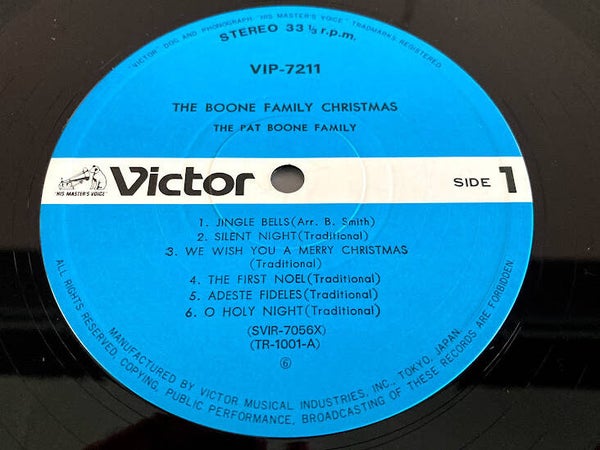 "VICTOR" DOG AND PHONOGRAPH "HIS MASTER'S VOICE" TRADMARKS REGISTERED
STEREO 33 1/3 r.p.m.
VIP-7211
THE BOONE FAMILY CHRISTMAS
THE PAT BOONE FAMILY
"HIS MASTER'S VOICE"
Victor
SIDE 1
1. JINGLE BELLS(Arr. B. Smith)
2. SILENT NIGHT(Traditional)
3. WE WISH YOU A MERRY CHRISTMAS
(Traditional)
4. THE FIRST NOEL(Traditional)
5. ADESTE FIDELES(Traditional)
6. O HOLY NIGHT(Traditional)
(SVIR-7056X)
(TR-1001-A)
⑥
MANUFACTURED BY VICTOR MUSICAL INDUSTRIES, INC., TOKYO, JAPAN.
ALL RIGHTS RESERVED, COPYING, PUBLIC PERFORMANCE, BROADCASTING OF THESE RECORDS ARE FORBIDDEN